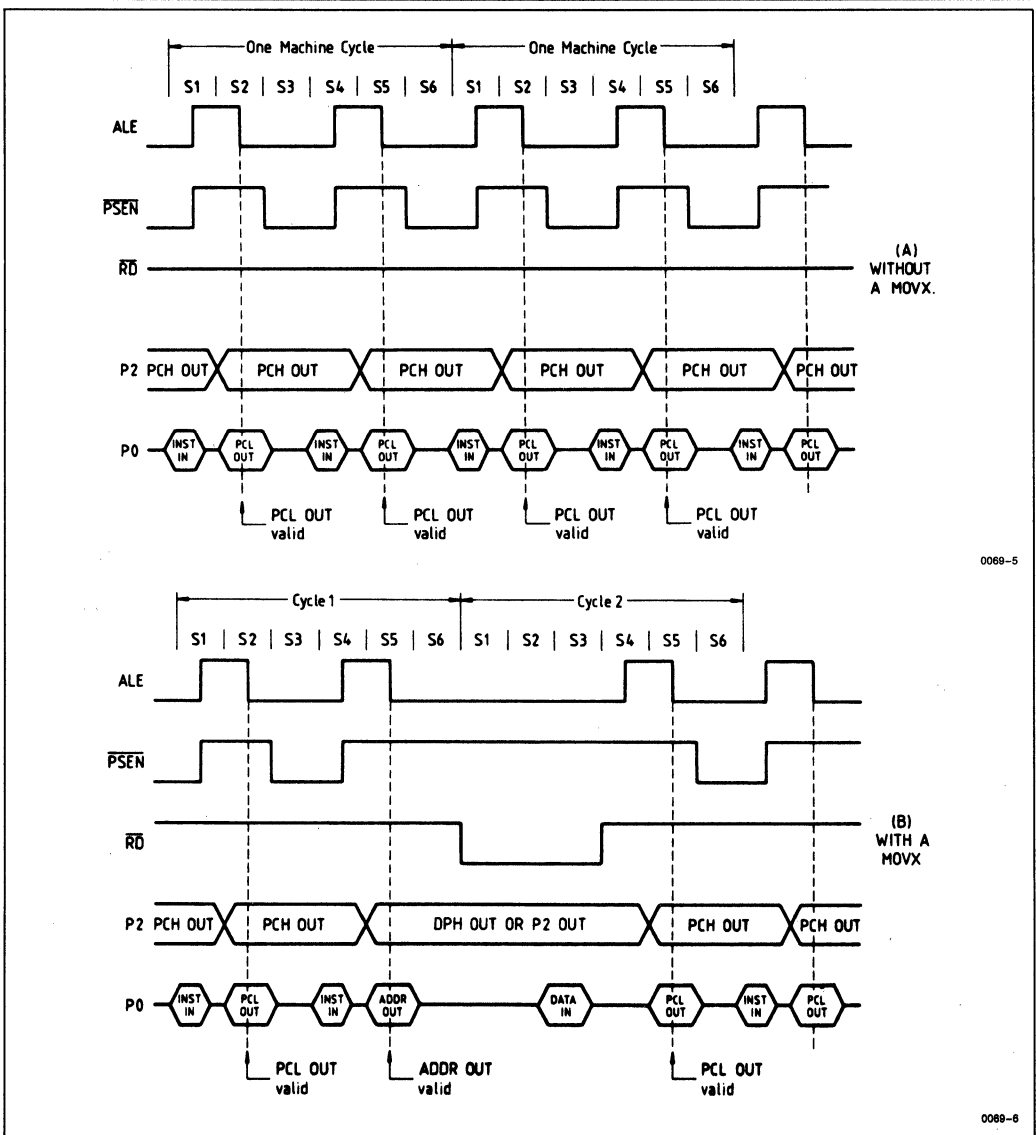 One Machine Cycle One Machine Cycle
S1 S2 S3 S4 S5 S6 S1 S2 S3 S4 S5 S6
ALE
PSEN
RD
(A)
WITHOUT
A MOVX.
P2 PCH OUT PCH OUT PCH OUT PCH OUT PCH OUT PCH OUT
P0 INST IN PCL OUT INST IN PCL OUT INST IN PCL OUT INST IN PCL OUT INST IN PCL OUT
PCL OUT valid PCL OUT valid PCL OUT valid PCL OUT valid
0069-5
Cycle 1 Cycle 2
S1 S2 S3 S4 S5 S6 S1 S2 S3 S4 S5 S6
ALE
PSEN
RD
(B)
WITH A
MOVX
P2 PCH OUT PCH OUT DPH OUT OR P2 OUT PCH OUT PCH OUT
P0 INST IN PCL OUT INST IN ADDR OUT DATA IN PCL OUT INST IN PCL OUT
PCL OUT valid ADDR OUT valid PCL OUT valid
0069-6